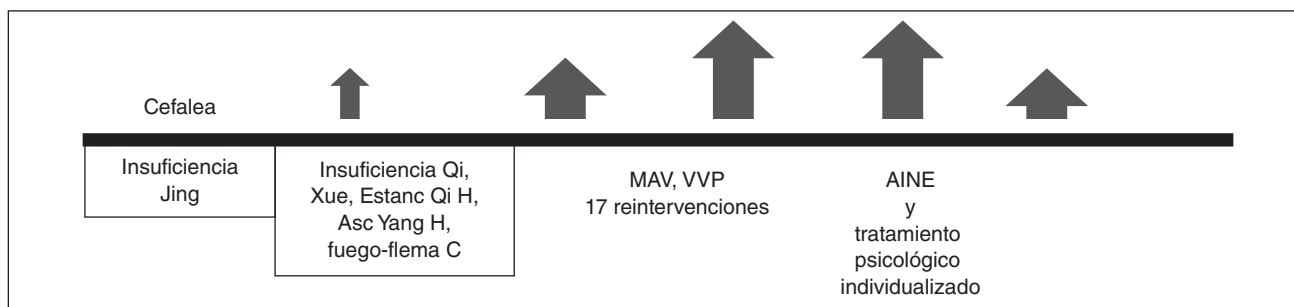 Cefalea
Insuficiencia
Jing
Insuficiencia Qi,
Xue, Estanc Qi H,
Asc Yang H,
fuego-flema C
MAV, VVP
17 reintervenciones
AINE
y
tratamiento
psicológico
individualizado